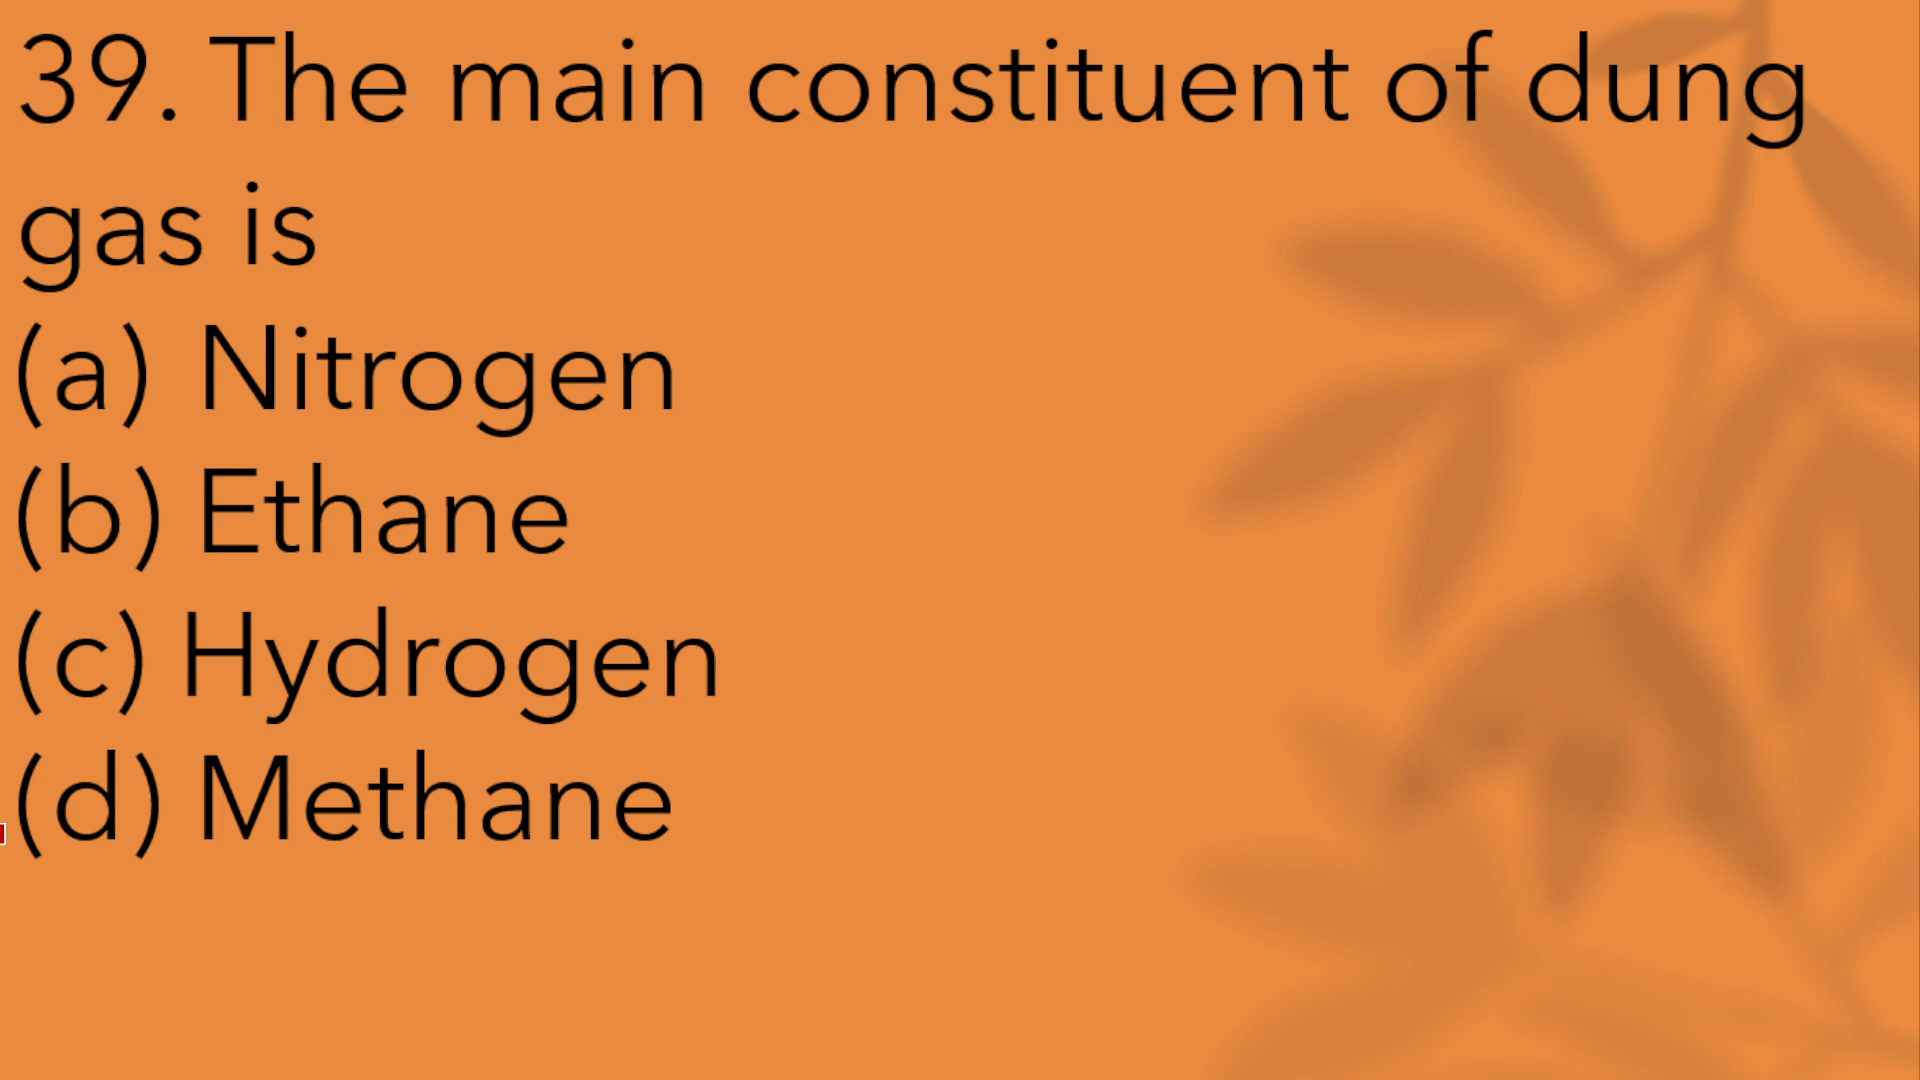 39. The main constituent of dung
gas is
(a) Nitrogen
(b) Ethane
(c) Hydrogen
(d) Methane